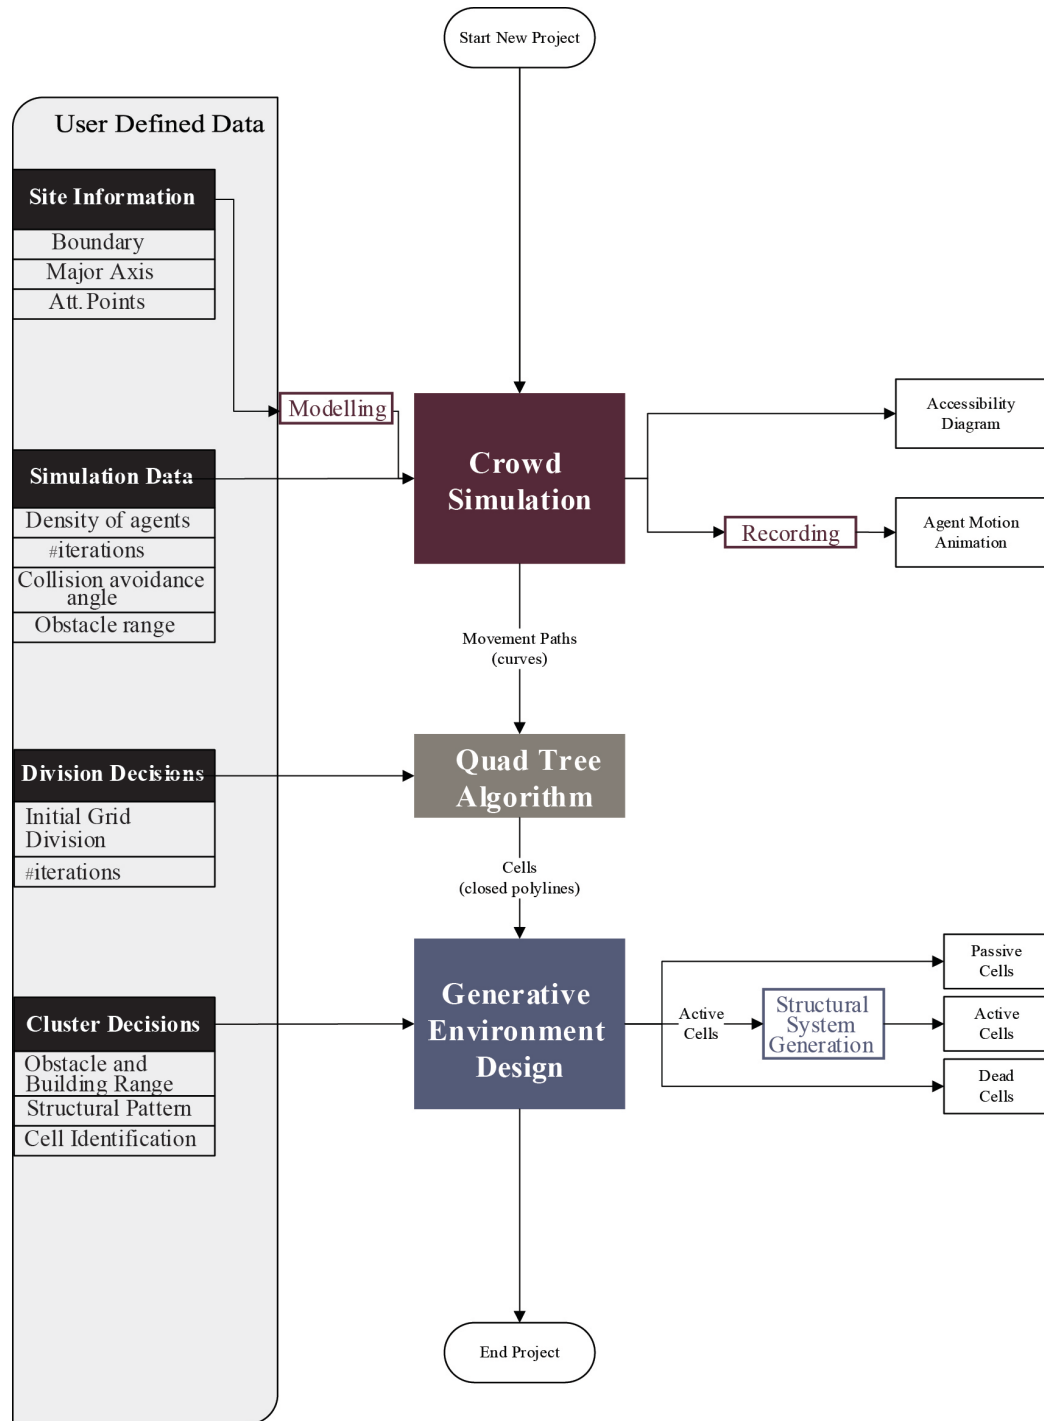 Start New Project
User Defined Data
Site Information
Boundary
Major Axis
Att. Points
Modelling
Simulation Data
Density of agents
#iterations
Collision avoidance
angle
Obstacle range
Crowd
Simulation
Accessibility
Diagram
Recording
Agent Motion
Animation
Movement Paths
(curves)
Division Decisions
Initial Grid
Division
#iterations
Quad Tree
Algorithm
Cells
(closed polylines)
Cluster Decisions
Obstacle and
Building Range
Structural Pattern
Cell Identification
Generative
Environment
Design
Active
Cells
Structural
System
Generation
Passive
Cells
Active
Cells
Dead
Cells
End Project